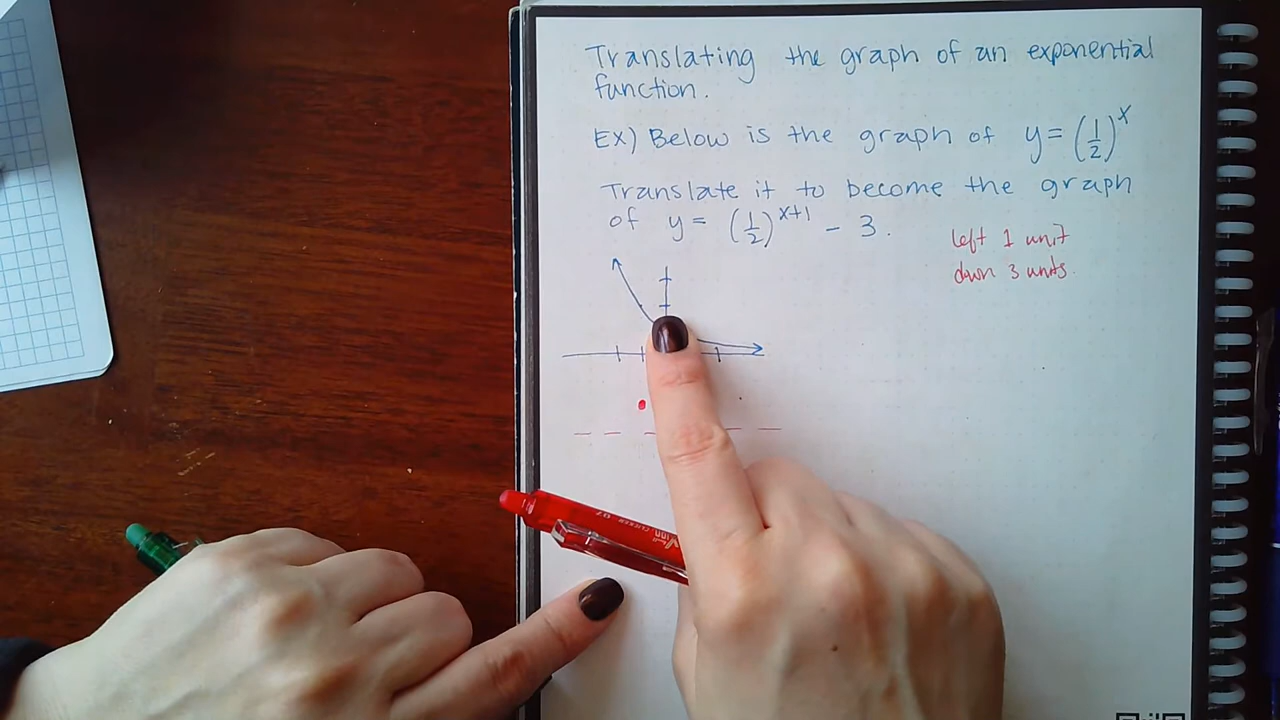 Translating the graph of an exponential
function.
EX) Below is the graph of y = (1/2)^x
Translate it to become the graph
of y = (1/2)^(x+1) - 3.
left 1 unit
down 3 units.